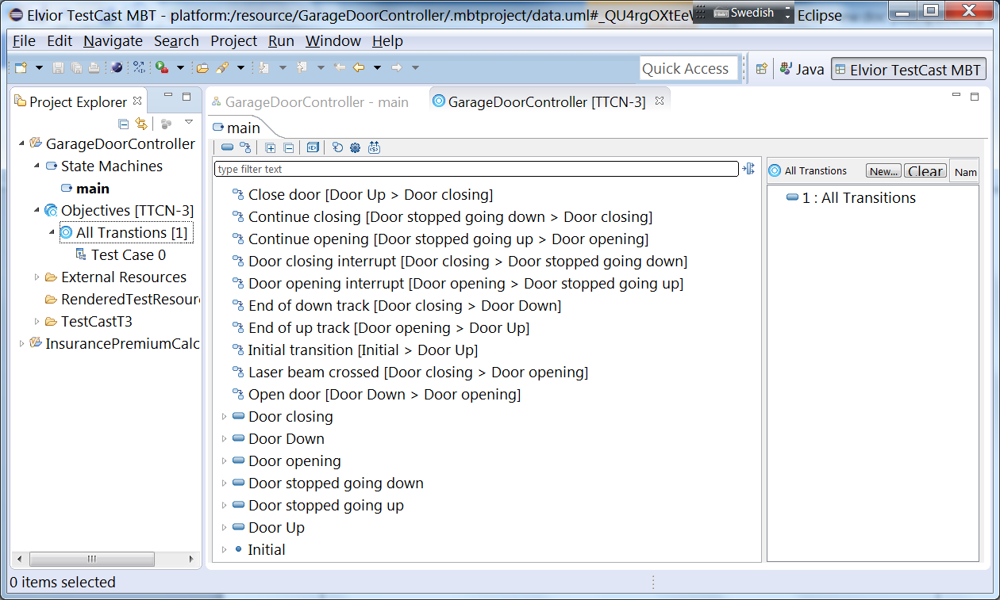 Elvior TestCast MBT - platform:/resource/GarageDoorController/.mbtproject/data.uml#_QU4rgOXtEe
Swedish
Eclipse
File Edit Navigate Search Project Run Window Help
Quick Access
Java
Elvior TestCast MBT
Project Explorer
GarageDoorController - main
GarageDoorController [TTCN-3]
main
GarageDoorController
State Machines
main
Objectives [TTCN-3]
All Transtions [1]
Test Case 0
External Resources
RenderedTestResour
TestCastT3
InsurancePremiumCalc
type filter text
Close door [Door Up > Door closing]
Continue closing [Door stopped going down > Door closing]
Continue opening [Door stopped going up > Door opening]
Door closing interrupt [Door closing > Door stopped going down]
Door opening interrupt [Door opening > Door stopped going up]
End of down track [Door closing > Door Down]
End of up track [Door opening > Door Up]
Initial transition [Initial > Door Up]
Laser beam crossed [Door closing > Door opening]
Open door [Door Down > Door opening]
Door closing
Door Down
Door opening
Door stopped going down
Door stopped going up
Door Up
Initial
All Transtions
New...
Clear
Nam
1 : All Transitions
0 items selected